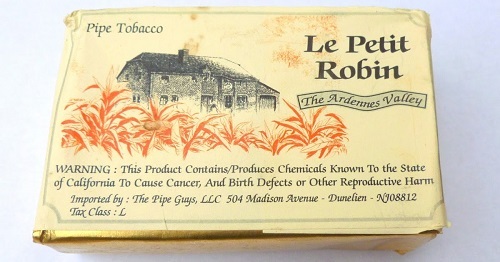 Pipe Tobacco
Le Petit
Robin
The Ardennes Valley
WARNING : This Product Contains/Produces Chemicals Known To the State
of California To Cause Cancer, And Birth Defects or Other Reproductive Harm
Imported by : The Pipe Guys, LLC 504 Madison Avenue - Dunelien - NJ08812
Tax Class : L